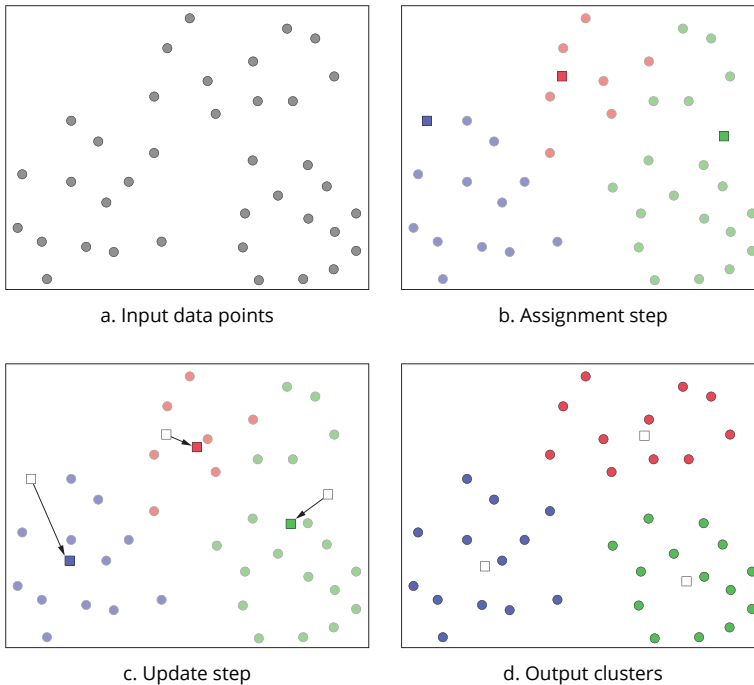 a. Input data points
b. Assignment step
c. Update step
d. Output clusters